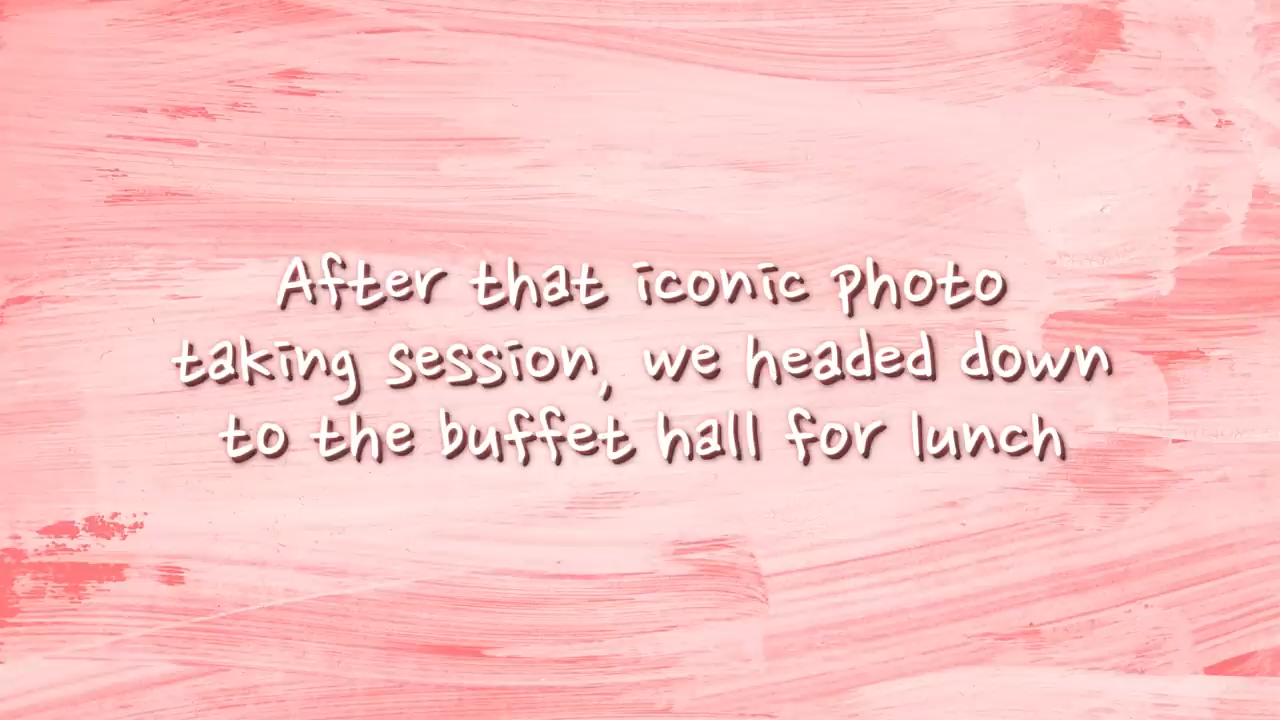 After that iconic photo
taking session, we headed down
to the buffet hall for lunch